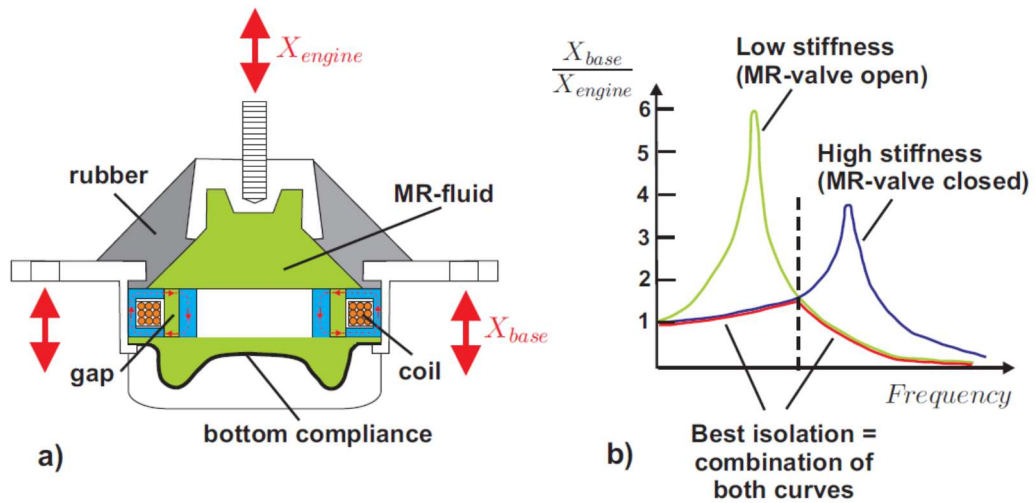 X_engine
rubber
MR-fluid
X_base
gap
coil
bottom compliance
a)
X_base
X_engine
Low stiffness
(MR-valve open)
6
5
4
3
2
1
High stiffness
(MR-valve closed)
Frequency
Best isolation =
combination of
both curves
b)